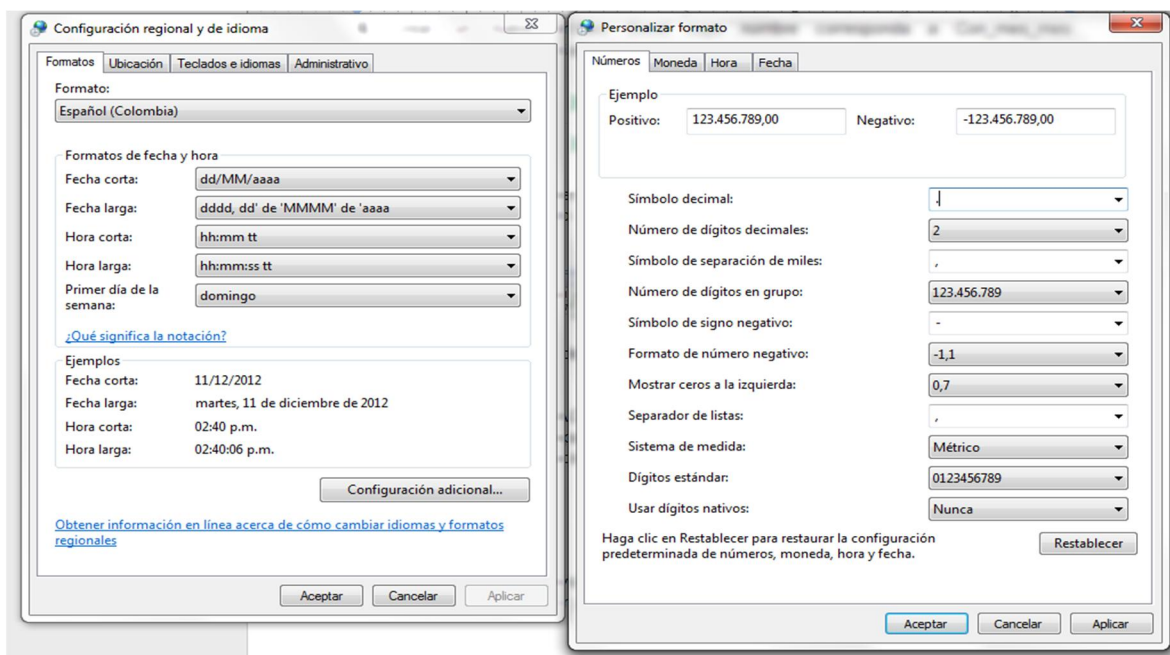 Configuración regional y de idioma
Formatos Ubicación Teclados e idiomas Administrativo
Formato:
Español (Colombia)
Formatos de fecha y hora
Fecha corta: dd/MM/aaaa
Fecha larga: dddd, dd' de 'MMMM' de 'aaaa
Hora corta: hh:mm tt
Hora larga: hh:mm:ss tt
Primer día de la
semana: domingo
¿Qué significa la notación?
Ejemplos
Fecha corta: 11/12/2012
Fecha larga: martes, 11 de diciembre de 2012
Hora corta: 02:40 p.m.
Hora larga: 02:40:06 p.m.
Configuración adicional...
Obtener información en línea acerca de cómo cambiar idiomas y formatos
regionales
Aceptar Cancelar Aplicar
Personalizar formato
Números Moneda Hora Fecha
Ejemplo
Positivo: 123.456.789,00 Negativo: -123.456.789,00
Símbolo decimal: .
Número de dígitos decimales: 2
Símbolo de separación de miles: ,
Número de dígitos en grupo: 123.456.789
Símbolo de signo negativo: -
Formato de número negativo: -1,1
Mostrar ceros a la izquierda: 0,7
Separador de listas: ,
Sistema de medida: Métrico
Dígitos estándar: 0123456789
Usar dígitos nativos: Nunca
Haga clic en Restablecer para restaurar la configuración
predeterminada de números, moneda, hora y fecha.
Restablecer
Aceptar Cancelar Aplicar